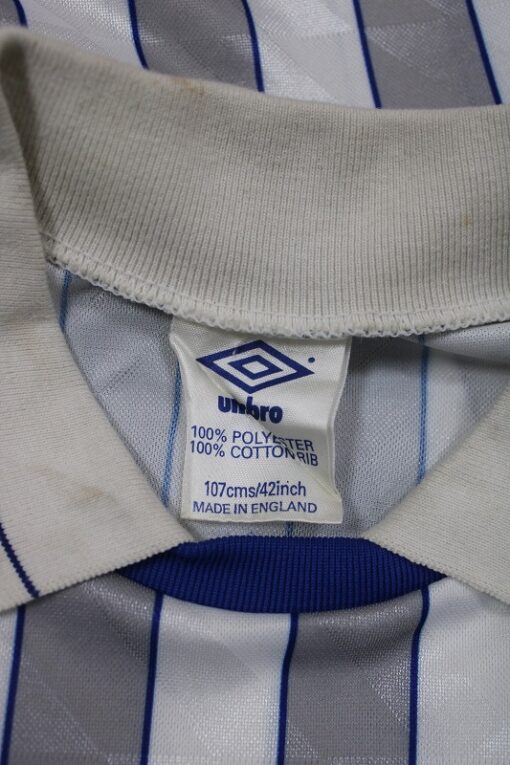 umbro
100% POLYESTER
100% COTTON RIB
107cms/42inch
MADE IN ENGLAND